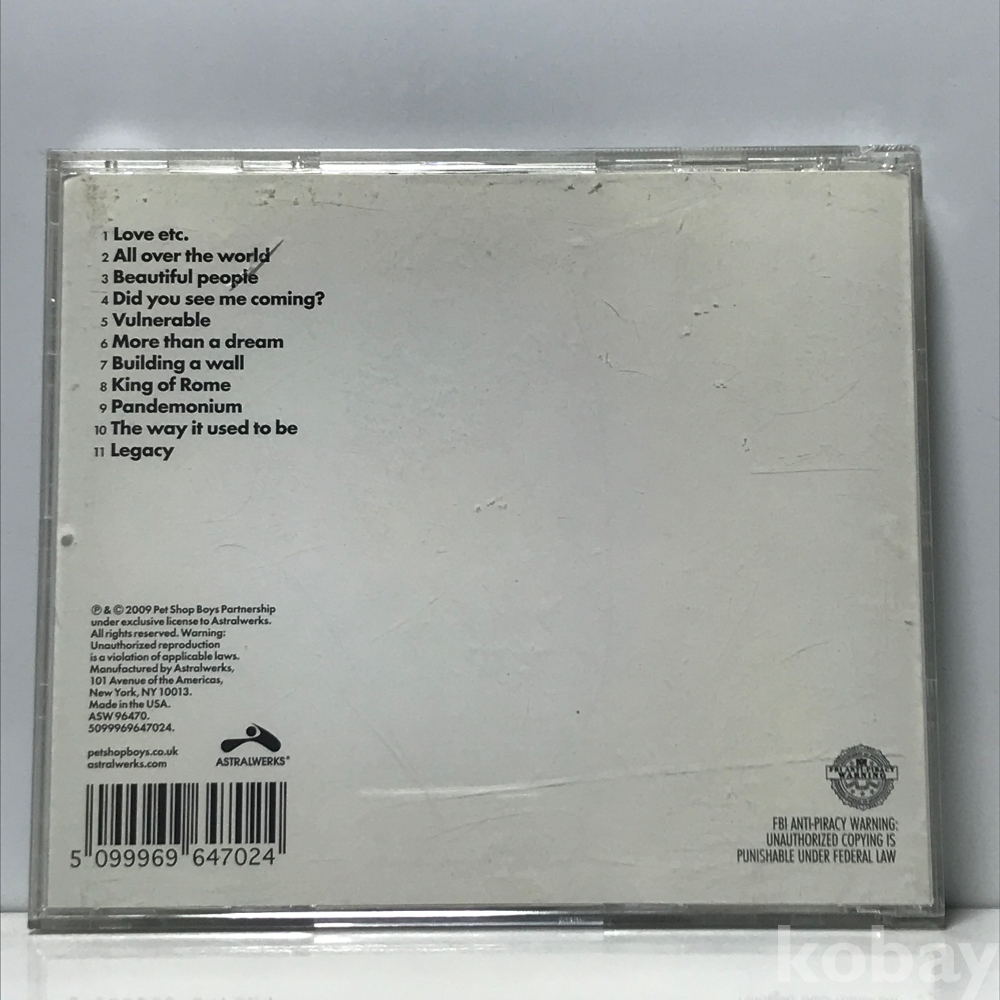 1 Love etc.
2 All over the world
3 Beautiful people
4 Did you see me coming?
5 Vulnerable
6 More than a dream
7 Building a wall
8 King of Rome
9 Pandemonium
10 The way it used to be
11 Legacy
℗ & © 2009 Pet Shop Boys Partnership
under exclusive license to Astralwerks.
All rights reserved. Warning:
Unauthorized reproduction
is a violation of applicable laws.
Manufactured by Astralwerks,
101 Avenue of the Americas,
New York, NY 10013.
Made in the USA.
ASW 96470.
5099969647024.
petshopboys.co.uk
astralwerks.com
ASTRALWERKS®
5 099969 647024
FBI ANTI-PIRACY
WARNING
FBI ANTI-PIRACY WARNING:
UNAUTHORIZED COPYING IS
PUNISHABLE UNDER FEDERAL LAW
kobay